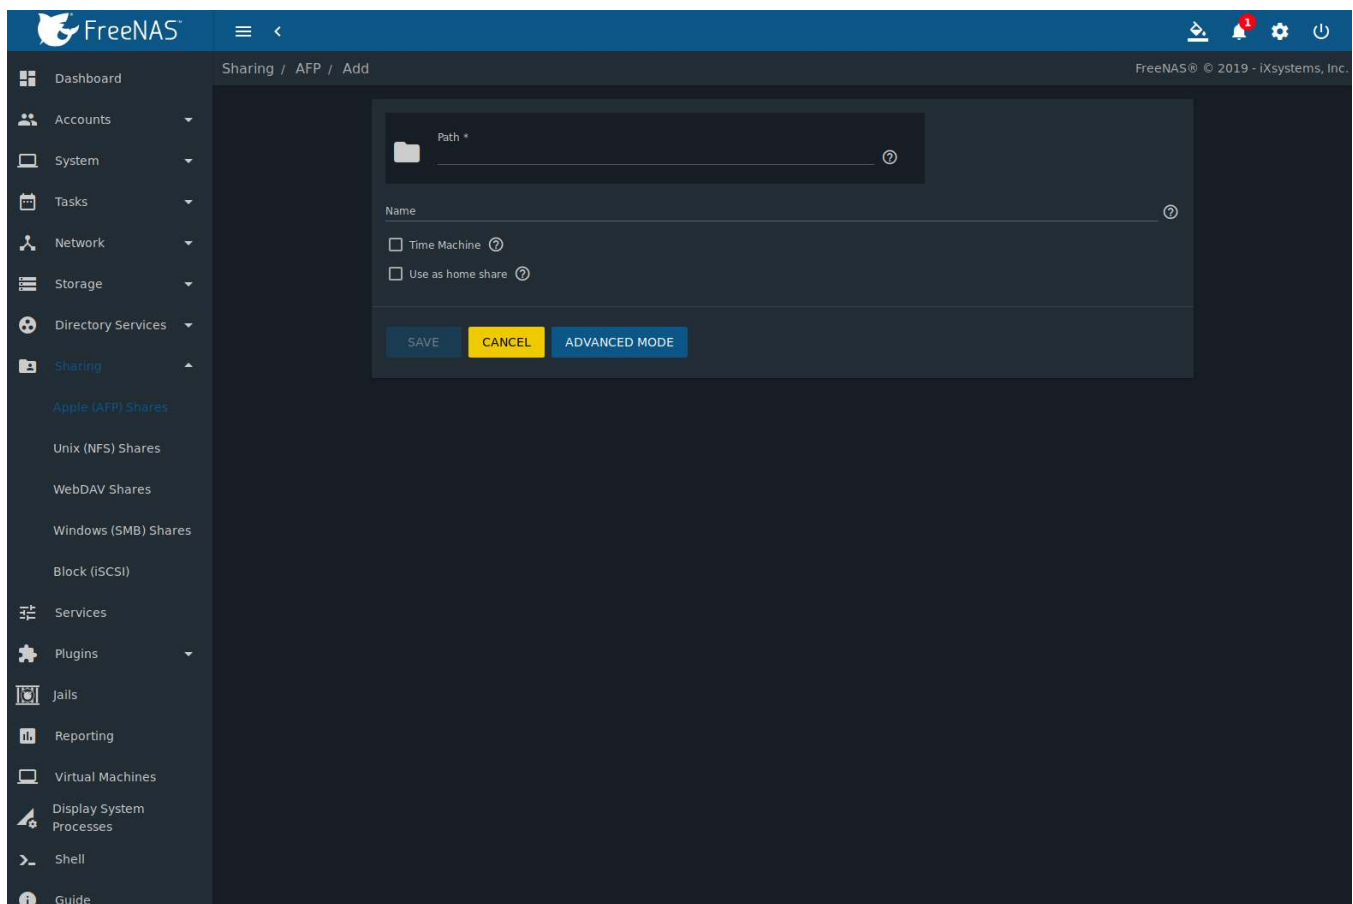 FreeNAS
1
Sharing / AFP / Add
FreeNAS® © 2019 - iXsystems, Inc.
Dashboard
Accounts
System
Tasks
Network
Storage
Directory Services
Sharing
Apple (AFP) Shares
Unix (NFS) Shares
WebDAV Shares
Windows (SMB) Shares
Block (iSCSI)
Services
Plugins
Jails
Reporting
Virtual Machines
Display System
Processes
Shell
Guide
Path *
Name
Time Machine
Use as home share
SAVE
CANCEL
ADVANCED MODE